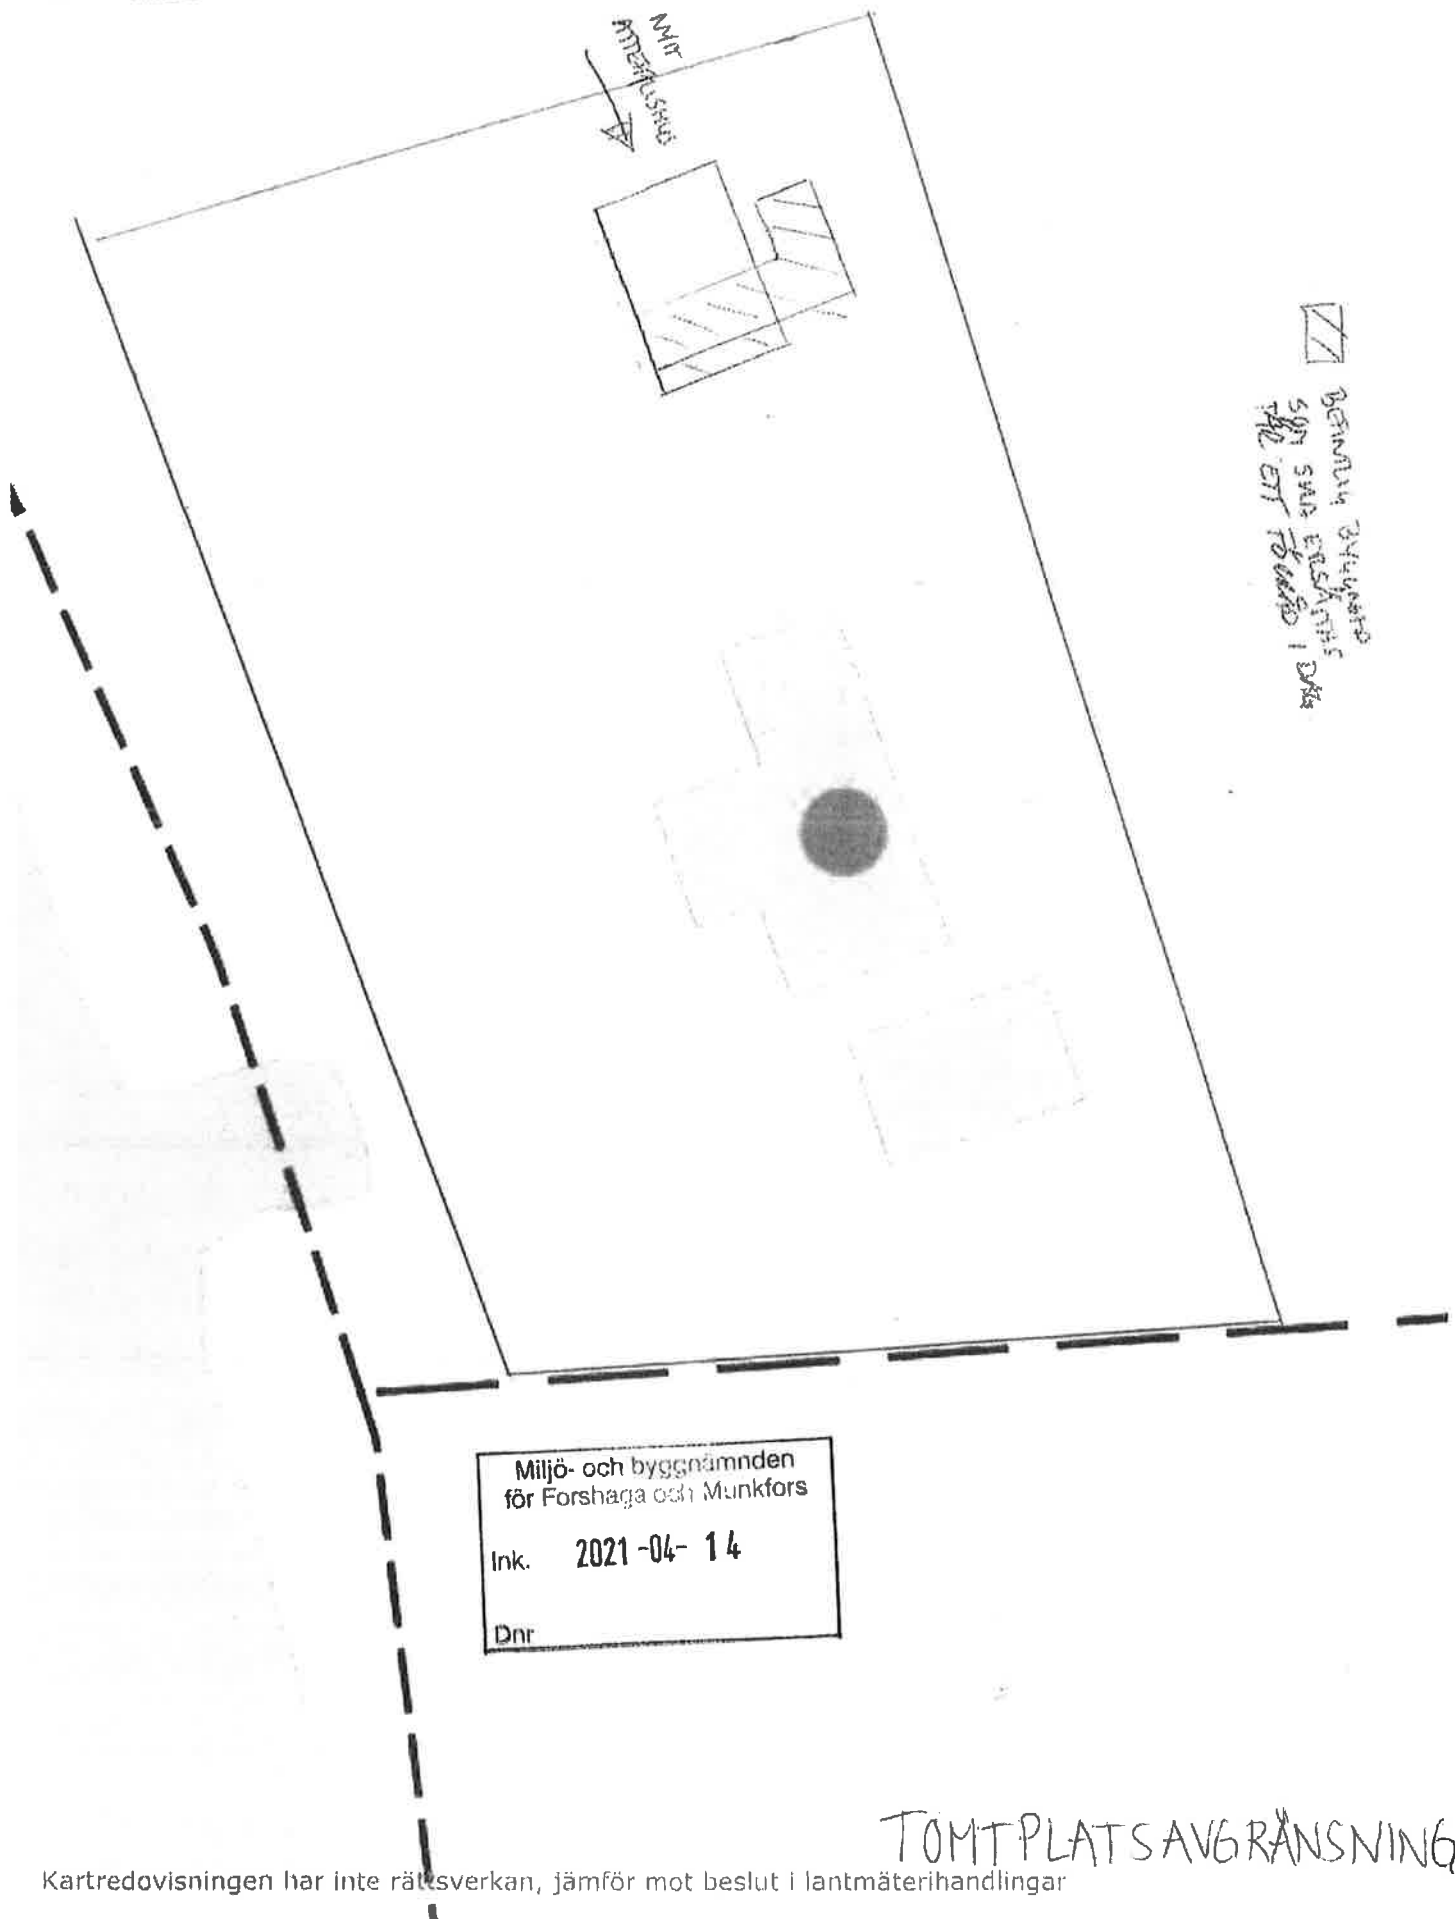 NYTT
ATTEFALLSHUS
BEFINTLIG BYGGNAD
SOM SKA ERSÄTTAS
ETT FÖRRÅD I DAG
Miljö- och byggnämnden
för Forshaga och Munkfors
Ink. 2021-04-14
Dnr
TOMTPLATSAVGRÄNSNING
Kartredovisningen har inte rättsverkan, jämför mot beslut i lantmäterihandlingar